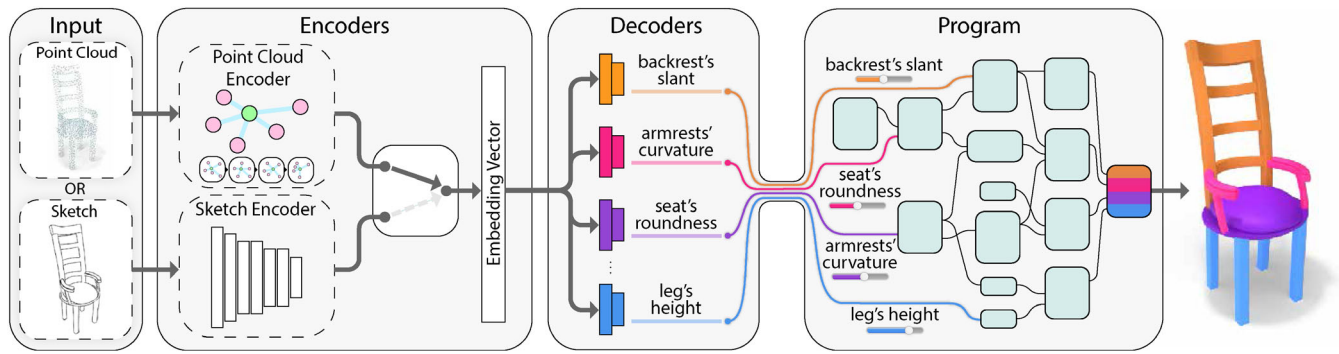 Input
Point Cloud
OR
Sketch
Encoders
Point Cloud
Encoder
Sketch Encoder
Embedding Vector
Decoders
backrest's
slant
armrests'
curvature
seat's
roundness
leg's
height
Program
backrest's slant
seat's
roundness
armrests'
curvature
leg's height